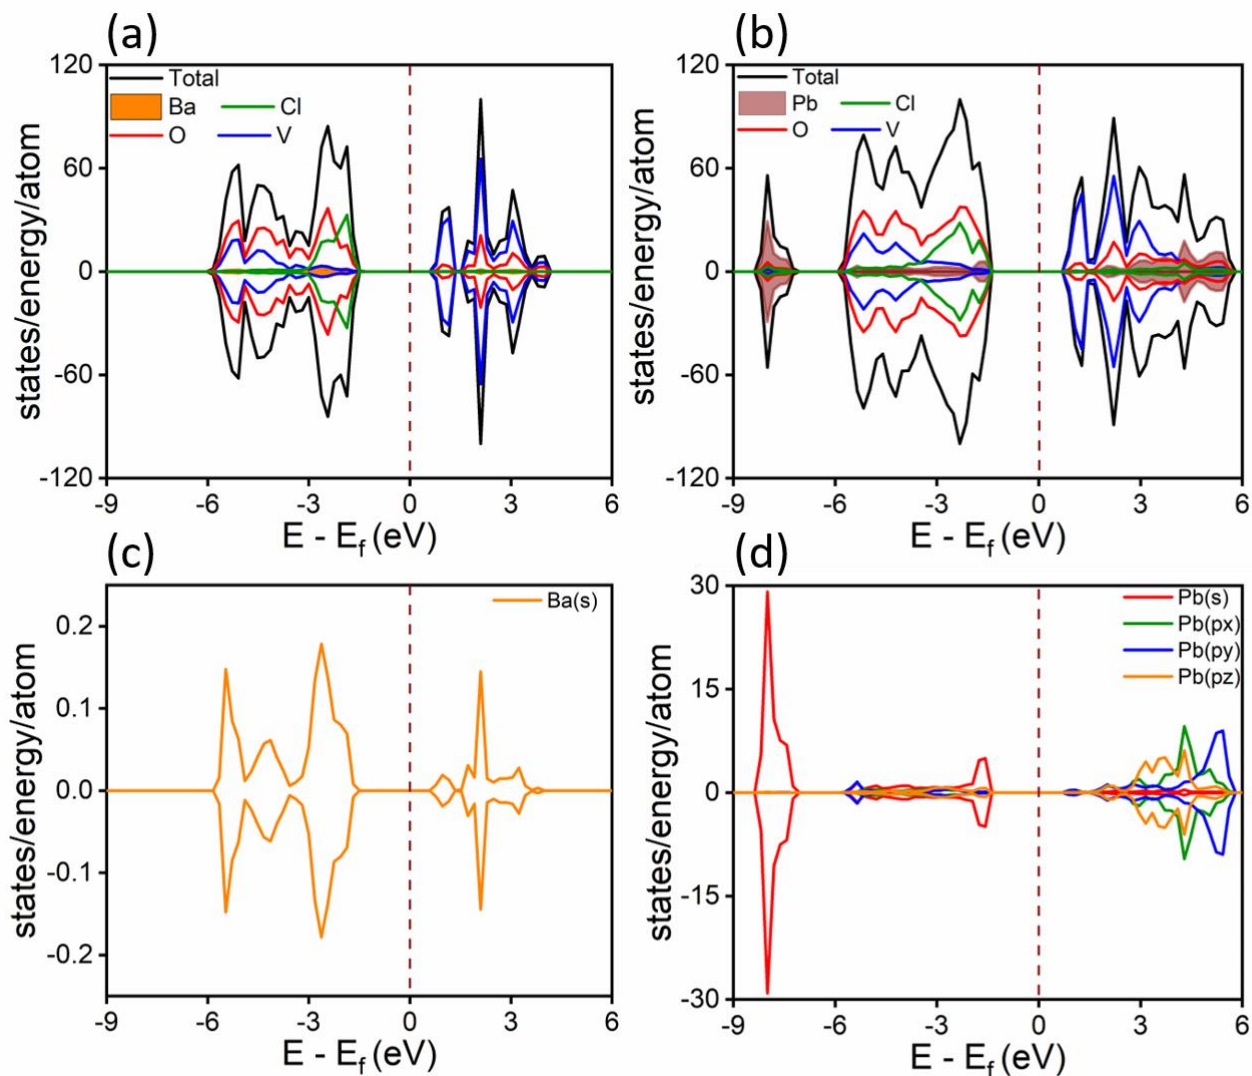 (a)
120
60
0
-60
-120
states/energy/atom
Total
Ba Cl
O V
-9 -6 -3 0 3 6
E - Ef (eV)
(b)
120
60
0
-60
-120
states/energy/atom
Total
Pb Cl
O V
-9 -6 -3 0 3 6
E - Ef (eV)
(c)
0.2
0.1
0.0
-0.1
-0.2
states/energy/atom
Ba(s)
-9 -6 -3 0 3 6
E - Ef (eV)
(d)
30
15
0
-15
-30
states/energy/atom
Pb(s)
Pb(px)
Pb(py)
Pb(pz)
-9 -6 -3 0 3 6
E - Ef (eV)